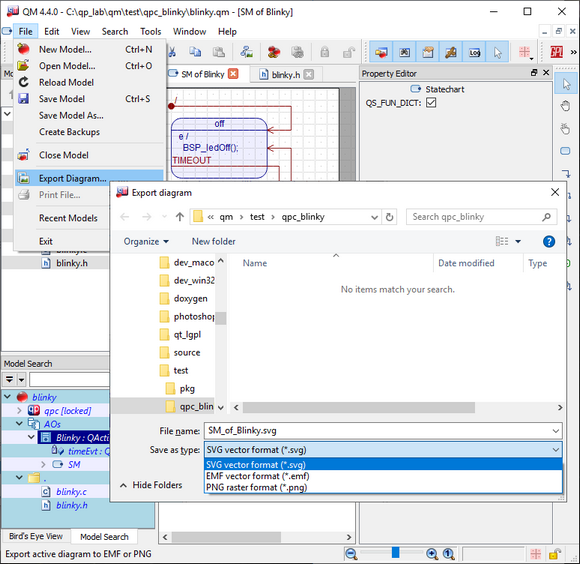 QM 4.4.0 - C:\qp_lab\qm\test\qpc_blinky\blinky.qm - [SM of Blinky]
File Edit View Search Tools Window Help
New Model... Ctrl+N
Open Model... Ctrl+O
Reload Model
Save Model Ctrl+S
Save Model As...
Create Backups
Close Model
Export Diagram...
Print File...
Recent Models
Exit
blinky.h
SM of Blinky
blinky.h
/
off
e /
BSP_ledOff();
TIMEOUT
Property Editor
Statechart
QS_FUN_DICT:
Export diagram
« qm > test > qpc_blinky
Search qpc_blinky
Organize
New folder
Name
Date modified
Type
No items match your search.
dev_maco
dev_win32
doxygen
photoshop
qt_lgpl
source
test
pkg
qpc_blin
File name: SM_of_Blinky.svg
Save as type: SVG vector format (*.svg)
SVG vector format (*.svg)
EMF vector format (*.emf)
PNG raster format (*.png)
Hide Folders
Model Search
blinky
qpc [locked]
AOs
Blinky : QActi
timeEvt : Q
SM
.
blinky.c
blinky.h
Bird's Eye View
Model Search
Export active diagram to EMF or PNG